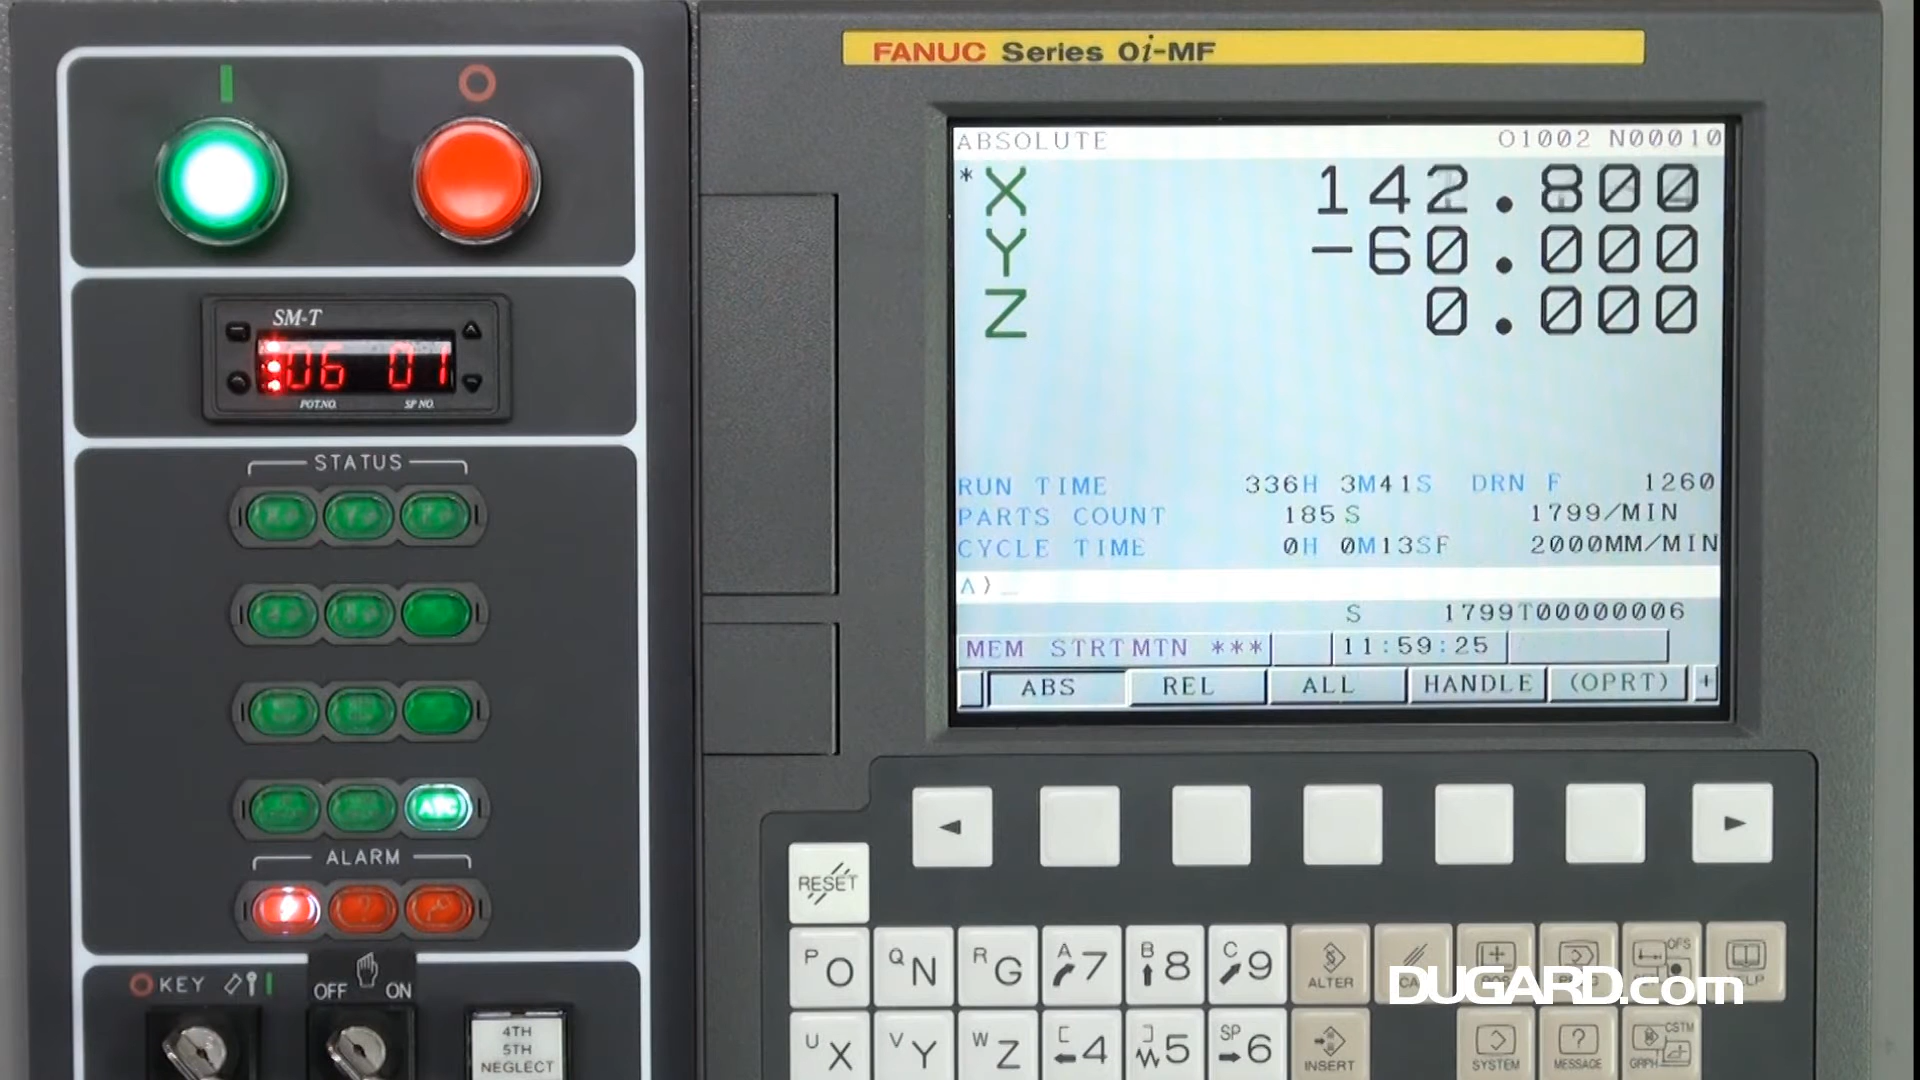 FANUC Series 0i-MF
ABSOLUTE O1002 N00010
* X 142.800
Y -60.000
Z 0.000
RUN TIME 336H 3M41S DRN F 1260
PARTS COUNT 185 S 1799/MIN
CYCLE TIME 0H 0M13SF 2000MM/MIN
A)_
S 1799T00000006
MEM STRTMTN *** 11:59:25
ABS REL ALL HANDLE (OPRT) +
SM-T
06 01
POT.NO. SP NO.
STATUS
ALARM
KEY
OFF ON
4TH
5TH
NEGLECT
RESET
P O Q N R G A 7 B 8 C 9 ALTER
U X V Y W Z [ 4 ] 5 SP 6 INSERT SYSTEM MESSAGE GRPH CSTM
OFS
DUGARD.com